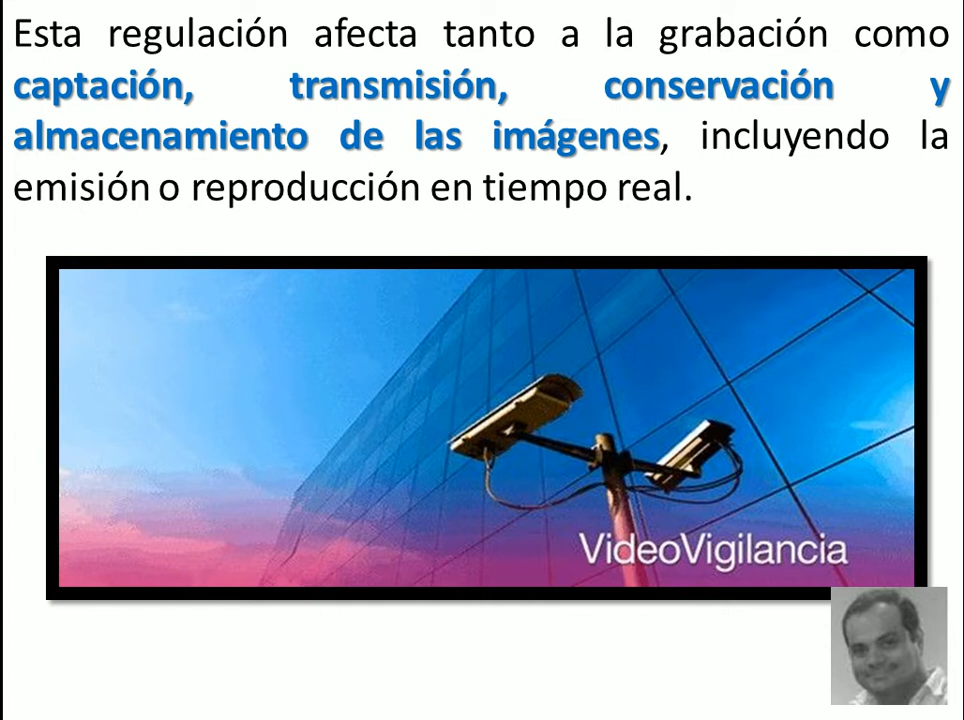 Esta regulación afecta tanto a la grabación como
captación, transmisión, conservación y
almacenamiento de las imágenes, incluyendo la
emisión o reproducción en tiempo real.
VideoVigilancia